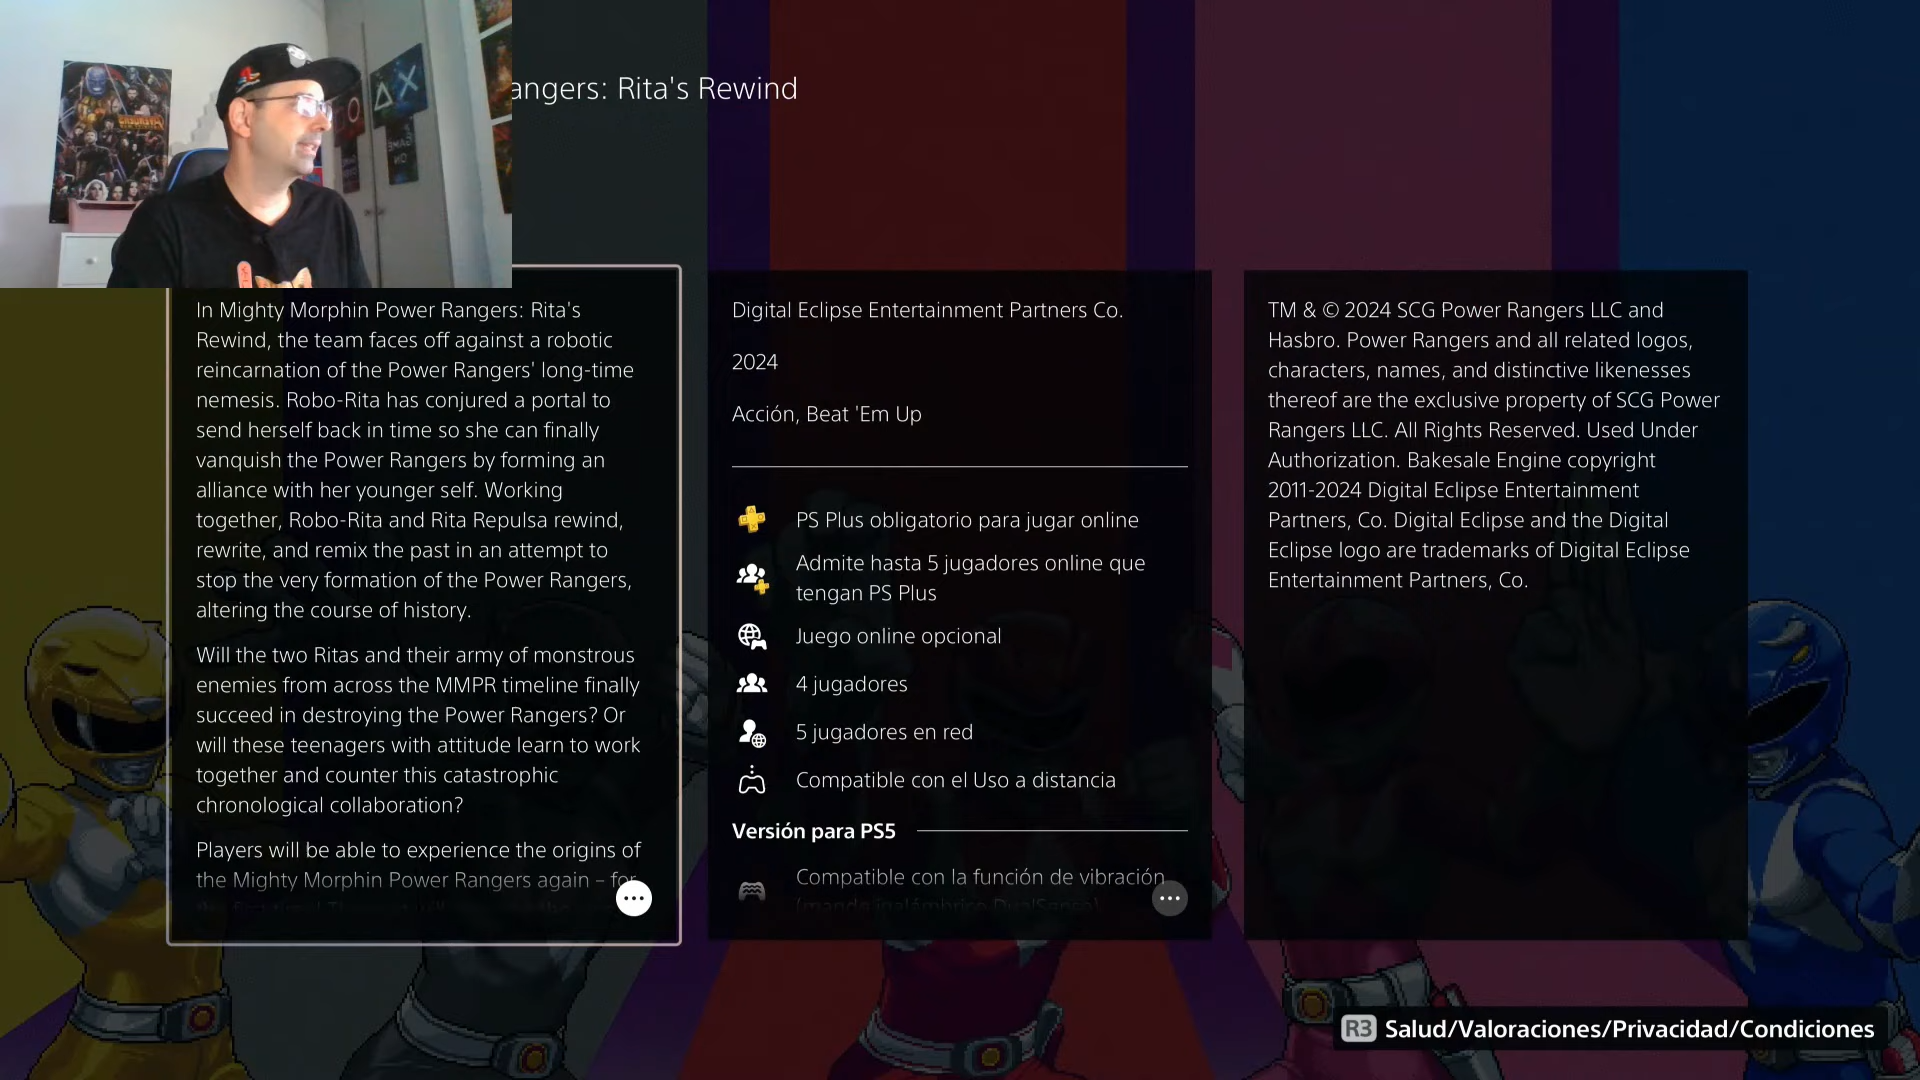 angers: Rita's Rewind
In Mighty Morphin Power Rangers: Rita's
Rewind, the team faces off against a robotic
reincarnation of the Power Rangers' long-time
nemesis. Robo-Rita has conjured a portal to
send herself back in time so she can finally
vanquish the Power Rangers by forming an
alliance with her younger self. Working
together, Robo-Rita and Rita Repulsa rewind,
rewrite, and remix the past in an attempt to
stop the very formation of the Power Rangers,
altering the course of history.
Will the two Ritas and their army of monstrous
enemies from across the MMPR timeline finally
succeed in destroying the Power Rangers? Or
will these teenagers with attitude learn to work
together and counter this catastrophic
chronological collaboration?
Players will be able to experience the origins of
the Mighty Morphin Power Rangers again – for
Digital Eclipse Entertainment Partners Co.
2024
Acción, Beat 'Em Up
PS Plus obligatorio para jugar online
Admite hasta 5 jugadores online que
tengan PS Plus
Juego online opcional
4 jugadores
5 jugadores en red
Compatible con el Uso a distancia
Versión para PS5
Compatible con la función de vibración
(mando inalámbrico DualSense)
TM & © 2024 SCG Power Rangers LLC and
Hasbro. Power Rangers and all related logos,
characters, names, and distinctive likenesses
thereof are the exclusive property of SCG Power
Rangers LLC. All Rights Reserved. Used Under
Authorization. Bakesale Engine copyright
2011-2024 Digital Eclipse Entertainment
Partners, Co. Digital Eclipse and the Digital
Eclipse logo are trademarks of Digital Eclipse
Entertainment Partners, Co.
R3 Salud/Valoraciones/Privacidad/Condiciones